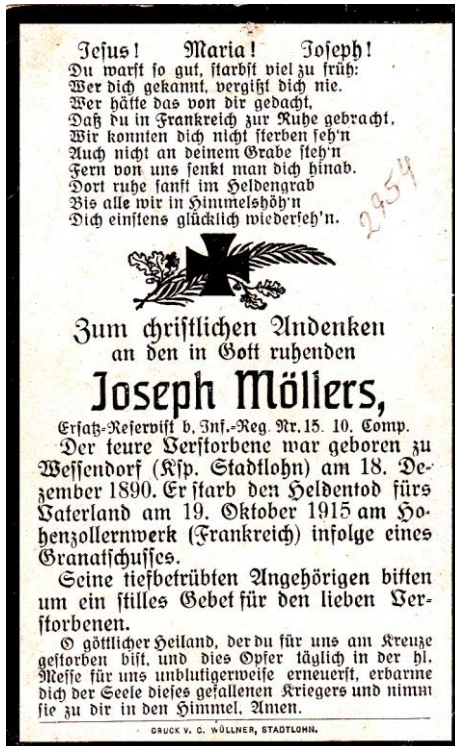 Jesus! Maria! Joseph!
Du warst so gut, starbst viel zu früh:
Wer dich gekannt, vergißt dich nie.
Wer hätte das von dir gedacht,
Daß du in Frankreich zur Ruhe gebracht,
Wir konnten dich nicht sterben seh'n
Auch nicht an deinem Grabe steh'n
Fern von uns senkt man dich hinab.
Dort ruhe sanft im Heldengrab
Bis alle wir in Himmelshöh'n
Dich einstens glücklich wiederseh'n.
2954
Zum christlichen Andenken
an den in Gott ruhenden
Joseph Möllers,
Ersatz-Reservist b. Inf.-Reg. Nr. 15. 10. Comp.
Der teure Verstorbene war geboren zu
Wessendorf (Ksp. Stadtlohn) am 18. De-
zember 1890. Er starb den Heldentod fürs
Vaterland am 19. Oktober 1915 am Ho-
henzollernwerk (Frankreich) infolge eines
Granatschusses.
Seine tiefbetrübten Angehörigen bitten
um ein stilles Gebet für den lieben Ver-
storbenen.
O göttlicher Heiland, der du für uns am Kreuze
gestorben bist, und dies Opfer täglich in der hl.
Messe für uns unblutigerweise erneuerst, erbarme
dich der Seele dieses gefallenen Kriegers und nimm
sie zu dir in den Himmel, Amen.
DRUCK V. C. WÜLLNER, STADTLOHN.